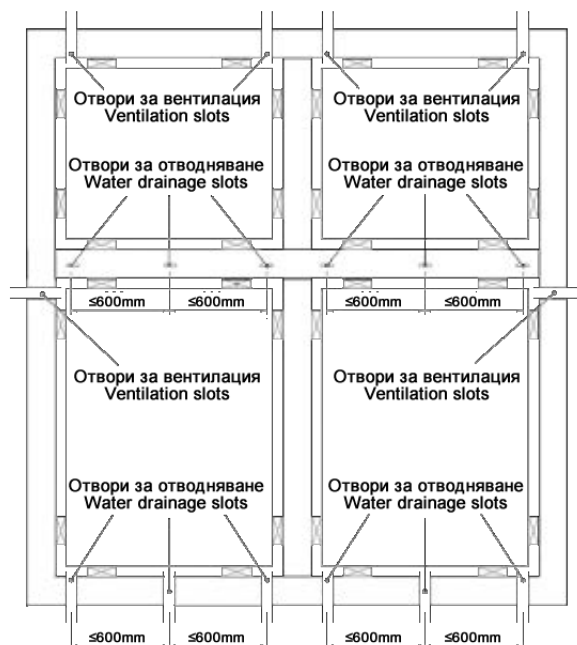 Отвори за вентилация
Ventilation slots
Отвори за вентилация
Ventilation slots
Отвори за отводняване
Water drainage slots
Отвори за отводняване
Water drainage slots
≤600mm ≤600mm ≤600mm ≤600mm
Отвори за вентилация
Ventilation slots
Отвори за вентилация
Ventilation slots
Отвори за отводняване
Water drainage slots
Отвори за отводняване
Water drainage slots
≤600mm ≤600mm ≤600mm ≤600mm